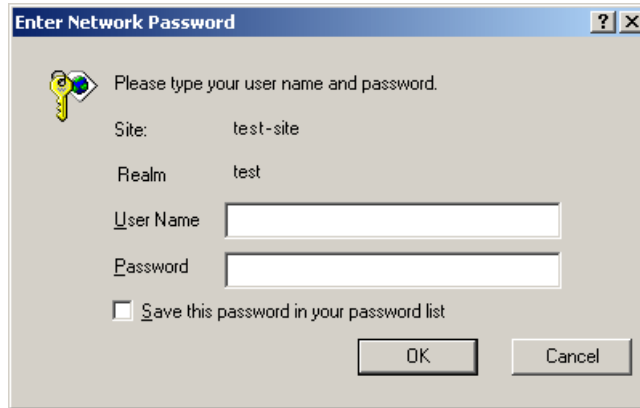 Enter Network Password
Please type your user name and password.
Site: test-site
Realm test
User Name
Password
Save this password in your password list
OK Cancel